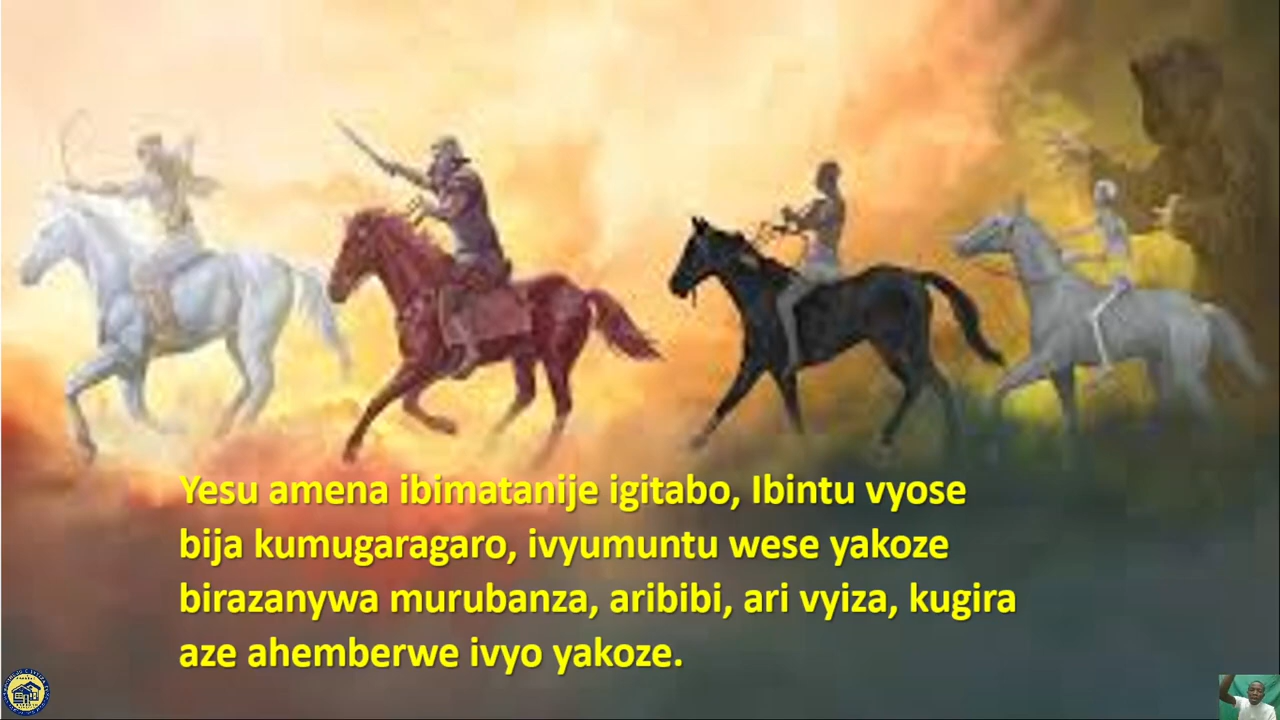 Yesu amena ibimatanije igitabo, Ibintu vyose
bija kumugaragaro, ivyumuntu wese yakoze
birazanywa murubanza, aribibi, ari vyiza, kugira
aze ahemberwe ivyo yakoze.